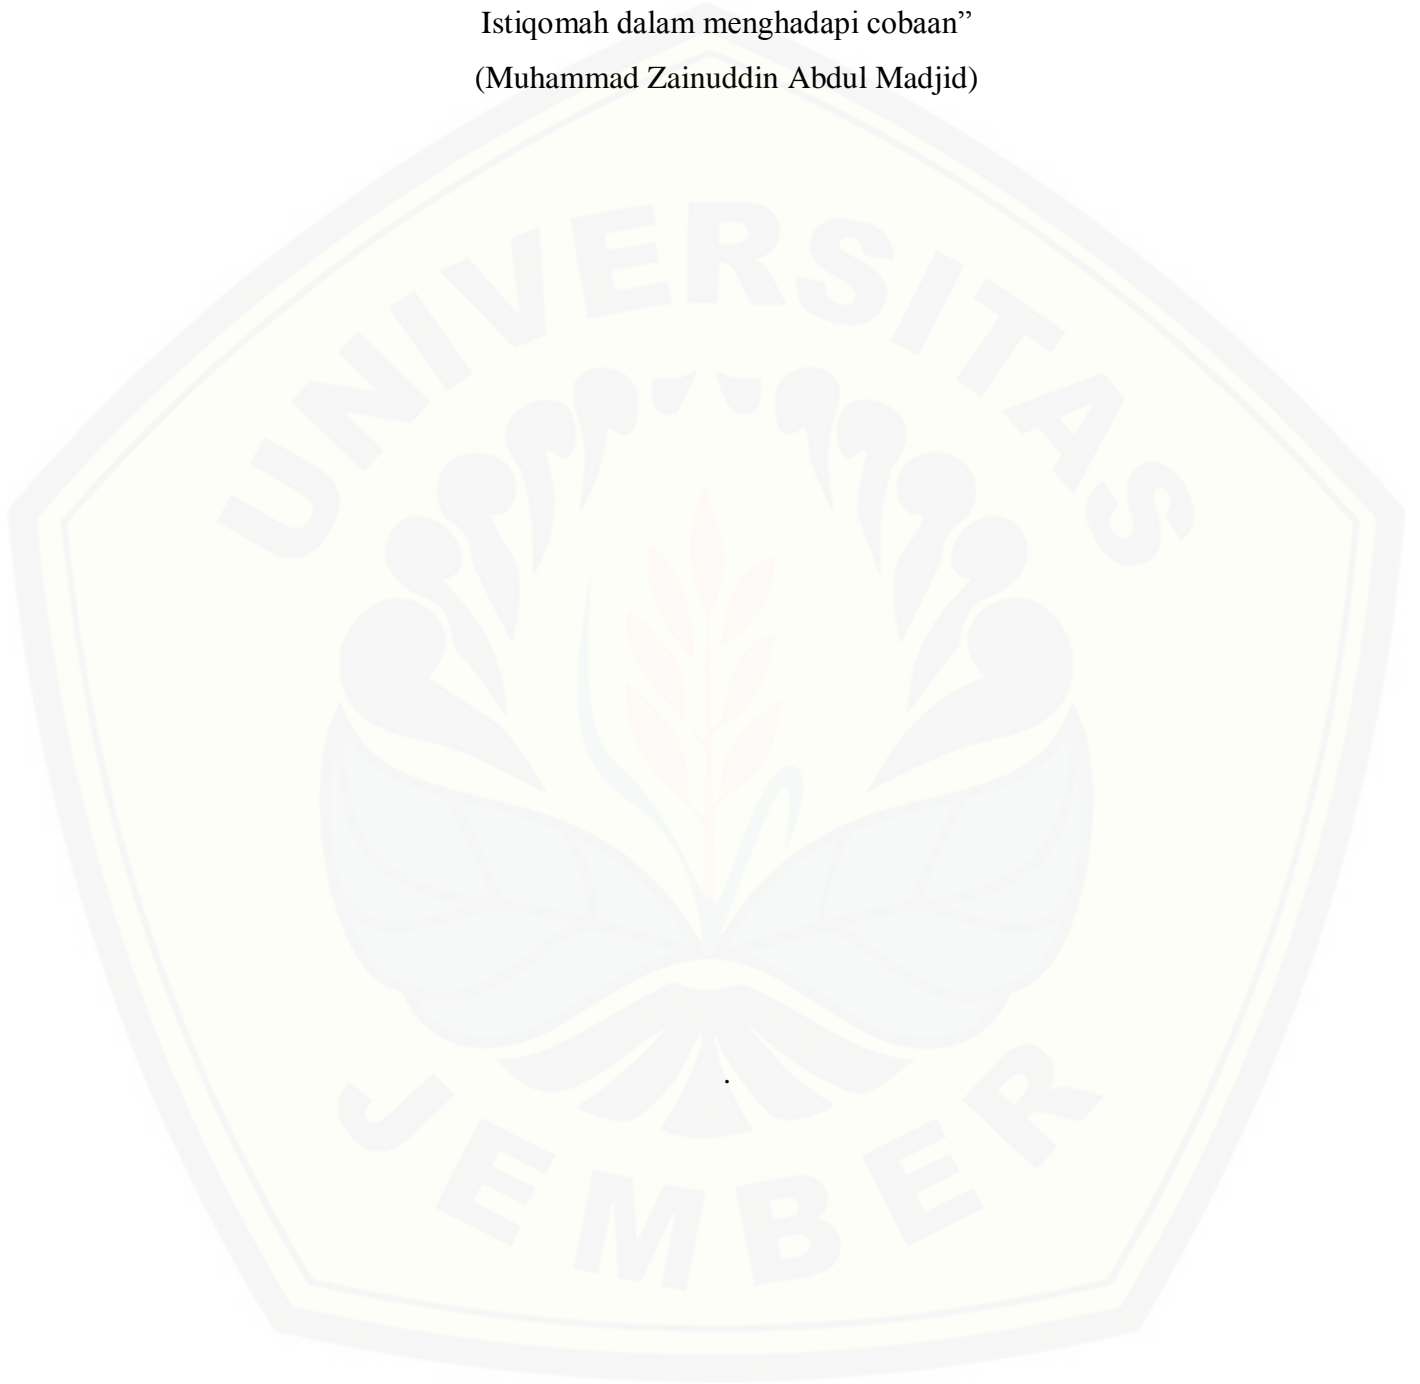 Istiqomah dalam menghadapi cobaan”
(Muhammad Zainuddin Abdul Madjid)
UNIVERSITAS
.
JEMBER